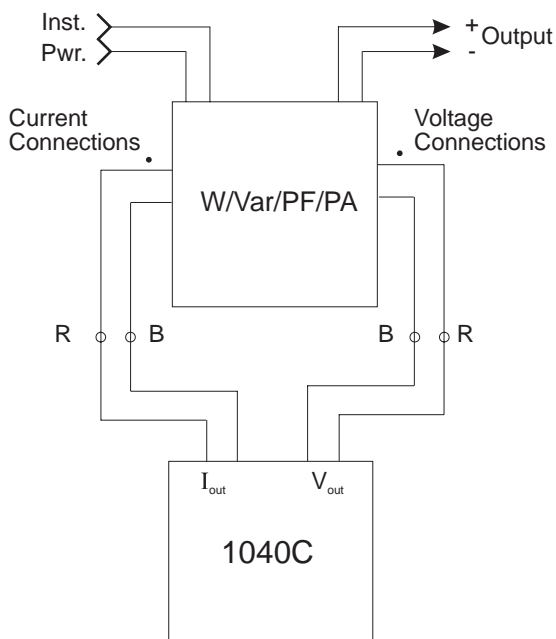 Inst.
Pwr.
+
-
Output
Current
Connections
Voltage
Connections
W/Var/PF/PA
R
B
B
R
Iout
Vout
1040C